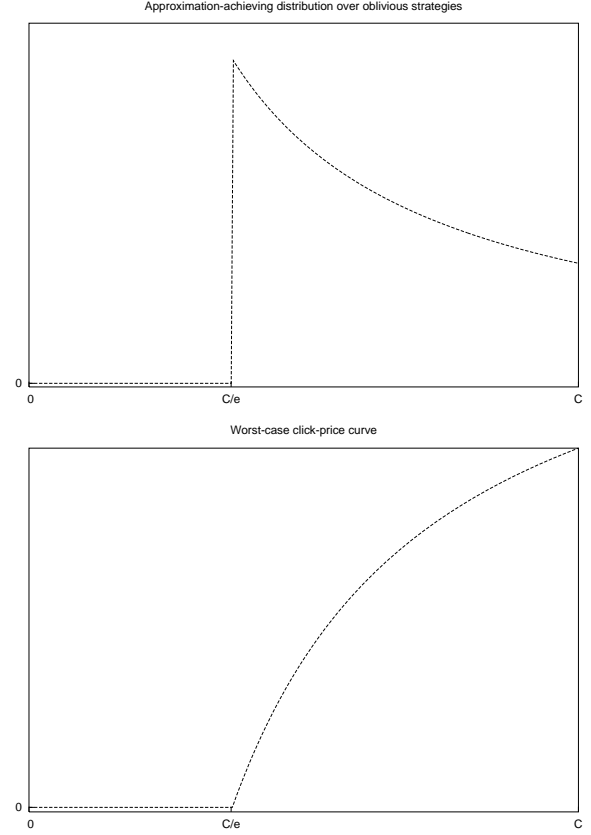 Approximation-achieving distribution over oblivious strategies
0
0 C/e C
Worst-case click-price curve
0
0 C/e C